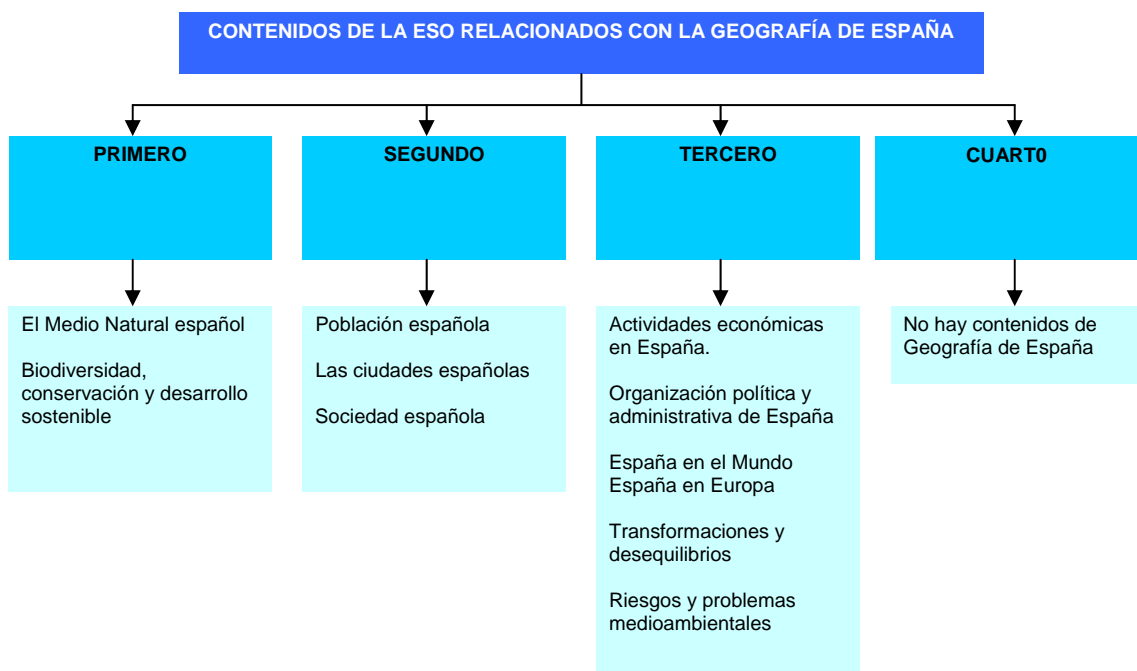 CONTENIDOS DE LA ESO RELACIONADOS CON LA GEOGRAFÍA DE ESPAÑA
PRIMERO
El Medio Natural español
Biodiversidad,
conservación y desarrollo
sostenible
SEGUNDO
Población española
Las ciudades españolas
Sociedad española
TERCERO
Actividades económicas
en España.
Organización política y
administrativa de España
España en el Mundo
España en Europa
Transformaciones y
desequilibrios
Riesgos y problemas
medioambientales
CUART0
No hay contenidos de
Geografía de España